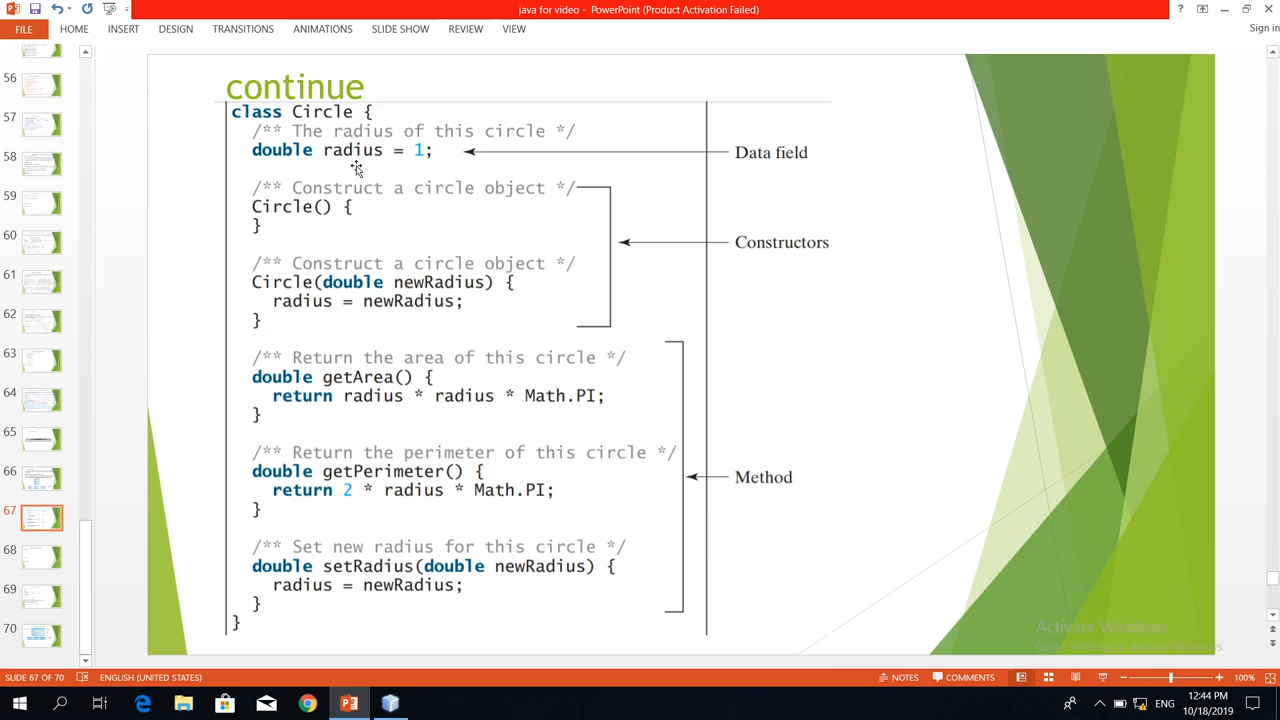 java for video - PowerPoint (Product Activation Failed)
FILE HOME INSERT DESIGN TRANSITIONS ANIMATIONS SLIDE SHOW REVIEW VIEW Sign in
continue
class Circle {
/** The radius of this circle */
double radius = 1;
Data field
/** Construct a circle object */
Circle() {
}
Constructors
/** Construct a circle object */
Circle(double newRadius) {
radius = newRadius;
}
/** Return the area of this circle */
double getArea() {
return radius * radius * Math.PI;
}
/** Return the perimeter of this circle */
double getPerimeter() {
return 2 * radius * Math.PI;
}
Method
/** Set new radius for this circle */
double setRadius(double newRadius) {
radius = newRadius;
}
}
56
57
58
59
60
61
62
63
64
65
66
67
68
69
70
Activate Windows
Go to Settings to activate Windows.
SLIDE 67 OF 70 ENGLISH (UNITED STATES) NOTES COMMENTS 100%
ENG
12:44 PM
10/18/2019